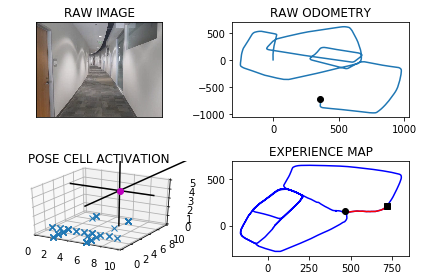 RAW IMAGE
RAW ODOMETRY
500
0
−500
−1000
0
500
1000
POSE CELL ACTIVATION
5
4
3
2
1
0
0 2 4 6 8 10
0 2 4 6 8 10
EXPERIENCE MAP
500
0
0 250 500 750